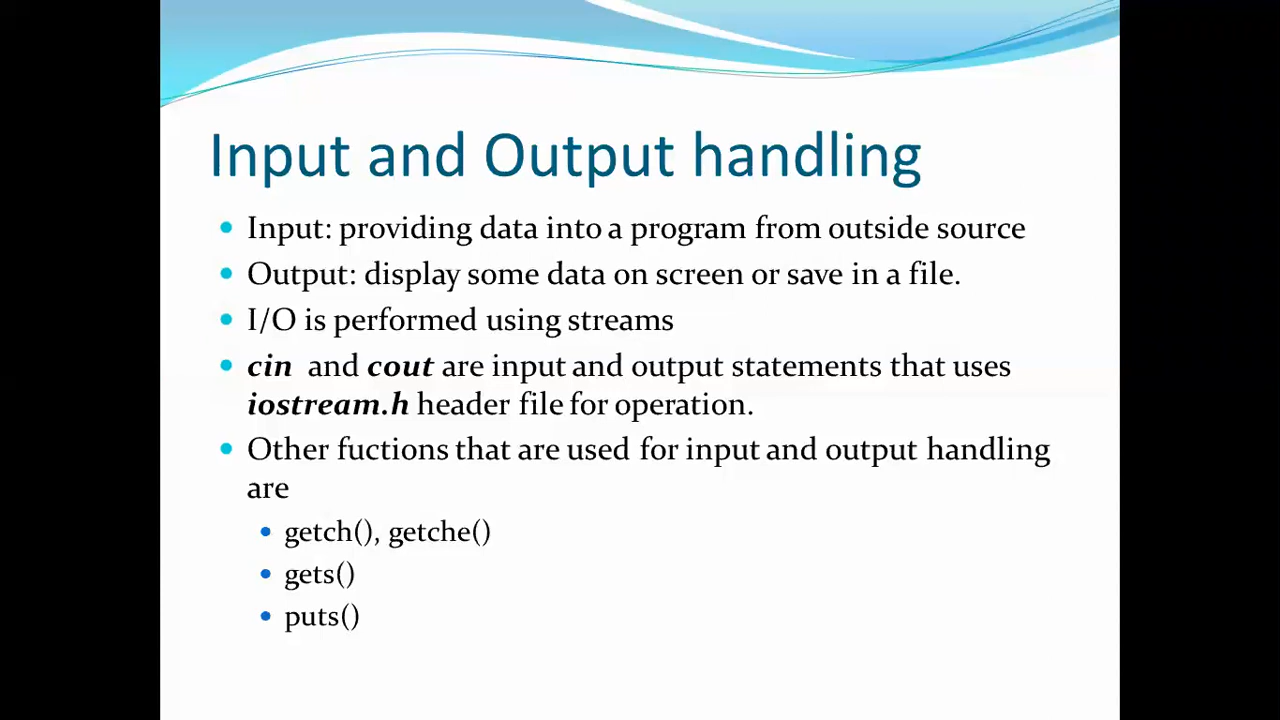 Input and Output handling
Input: providing data into a program from outside source
Output: display some data on screen or save in a file.
I/O is performed using streams
cin and cout are input and output statements that uses
iostream.h header file for operation.
Other fuctions that are used for input and output handling
are
getch(), getche()
gets()
puts()